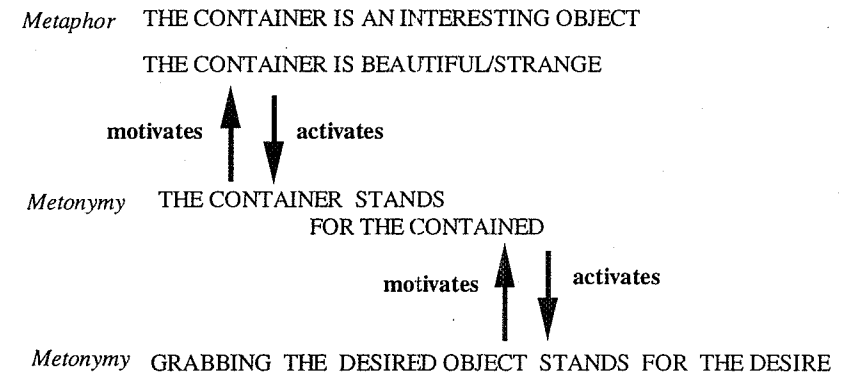 Metaphor THE CONTAINER IS AN INTERESTING OBJECT
THE CONTAINER IS BEAUTIFUL/STRANGE
motivates activates
Metonymy THE CONTAINER STANDS
FOR THE CONTAINED
motivates activates
Metonymy GRABBING THE DESIRED OBJECT STANDS FOR THE DESIRE